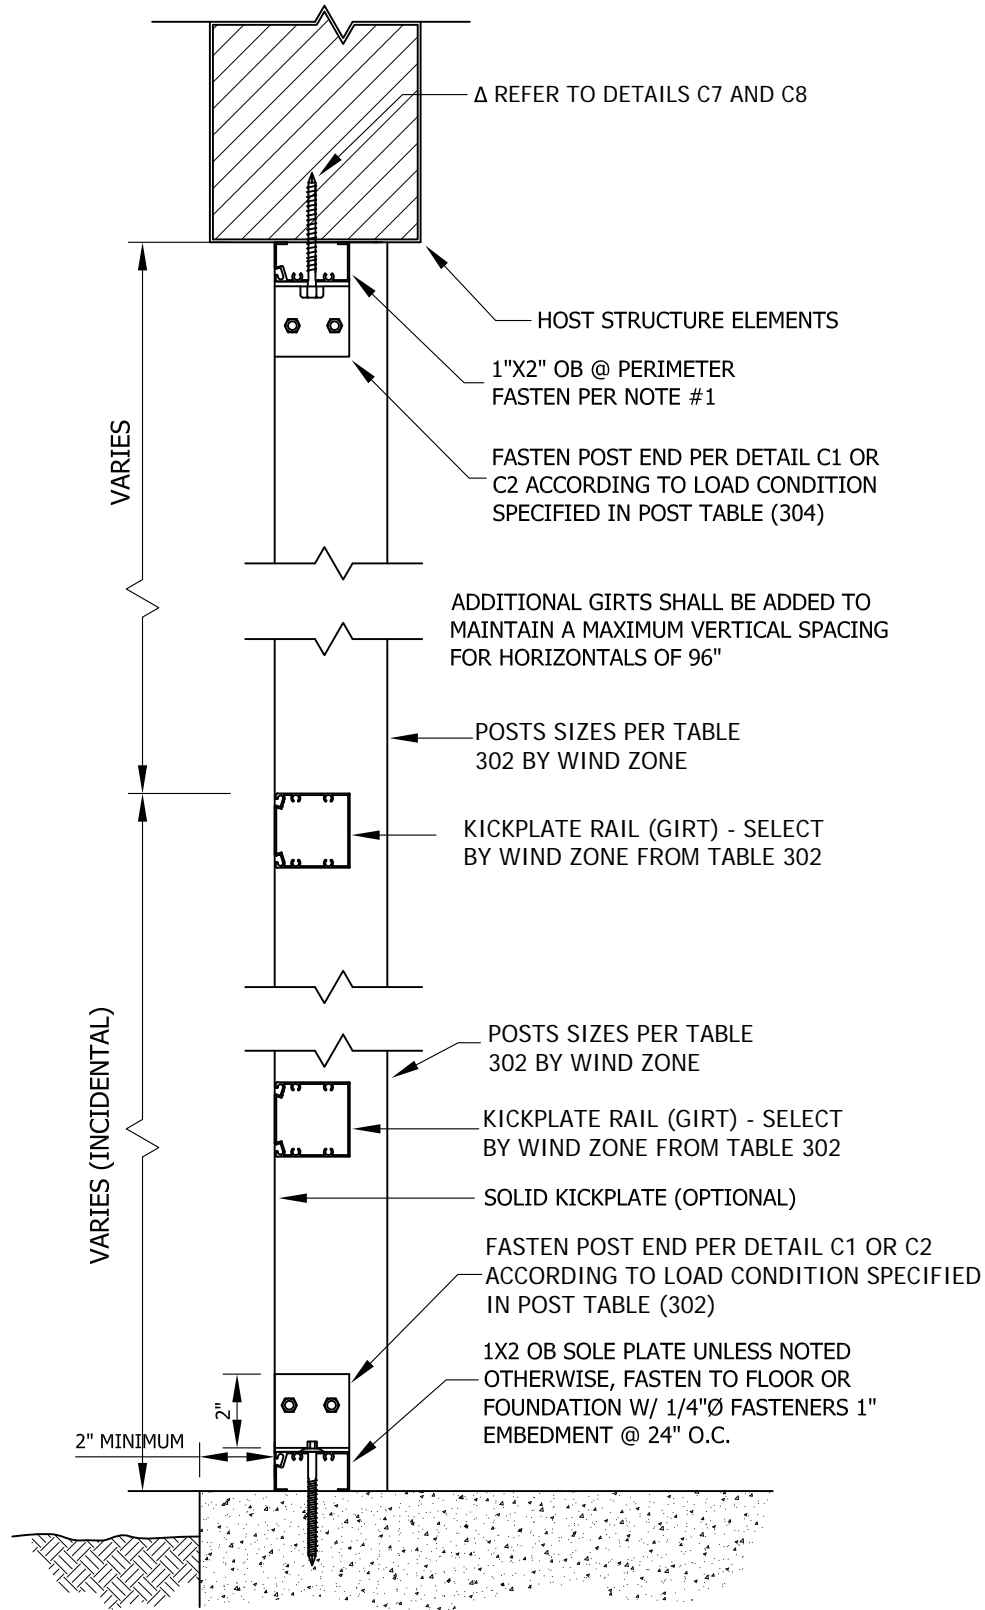 Δ REFER TO DETAILS C7 AND C8
HOST STRUCTURE ELEMENTS
1"X2" OB @ PERIMETER
FASTEN PER NOTE #1
VARIES
FASTEN POST END PER DETAIL C1 OR
C2 ACCORDING TO LOAD CONDITION
SPECIFIED IN POST TABLE (304)
ADDITIONAL GIRTS SHALL BE ADDED TO
MAINTAIN A MAXIMUM VERTICAL SPACING
FOR HORIZONTALS OF 96"
POSTS SIZES PER TABLE
302 BY WIND ZONE
KICKPLATE RAIL (GIRT) - SELECT
BY WIND ZONE FROM TABLE 302
VARIES (INCIDENTAL)
POSTS SIZES PER TABLE
302 BY WIND ZONE
KICKPLATE RAIL (GIRT) - SELECT
BY WIND ZONE FROM TABLE 302
SOLID KICKPLATE (OPTIONAL)
FASTEN POST END PER DETAIL C1 OR C2
ACCORDING TO LOAD CONDITION SPECIFIED
IN POST TABLE (302)
1X2 OB SOLE PLATE UNLESS NOTED
OTHERWISE, FASTEN TO FLOOR OR
FOUNDATION W/ 1/4"Ø FASTENERS 1"
EMBEDMENT @ 24" O.C.
2"
2" MINIMUM